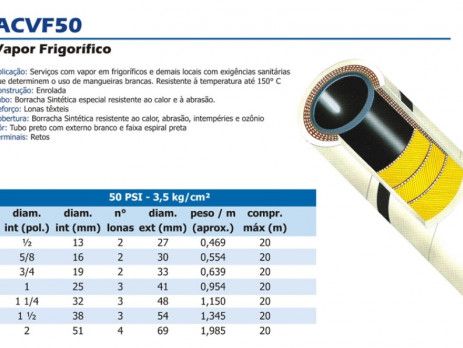 ACVF50
Vapor Frigorífico
plicação: Serviços com vapor em frigoríficos e demais locais com exigências sanitárias
ue determinem o uso de mangueiras brancas. Resistente à temperatura até 150° C
onstrução: Enrolada
ubo: Borracha Sintética especial resistente ao calor e à abrasão.
eforço: Lonas têxteis
obertura: Borracha Sintética resistente ao calor, abrasão, intempéries e ozônio
ôr: Tubo preto com externo branco e faixa espiral preta
erminais: Retos
50 PSI - 3,5 kg/cm²
diam. diam. n° diam. peso / m compr.
int (pol.) int (mm) lonas ext (mm) (aprox.) máx (m)
½ 13 2 27 0,469 20
5/8 16 2 30 0,554 20
3/4 19 2 33 0,639 20
1 25 3 41 0,954 20
1 1/4 32 3 48 1,150 20
1 ½ 38 3 54 1,345 20
2 51 4 69 1,985 20